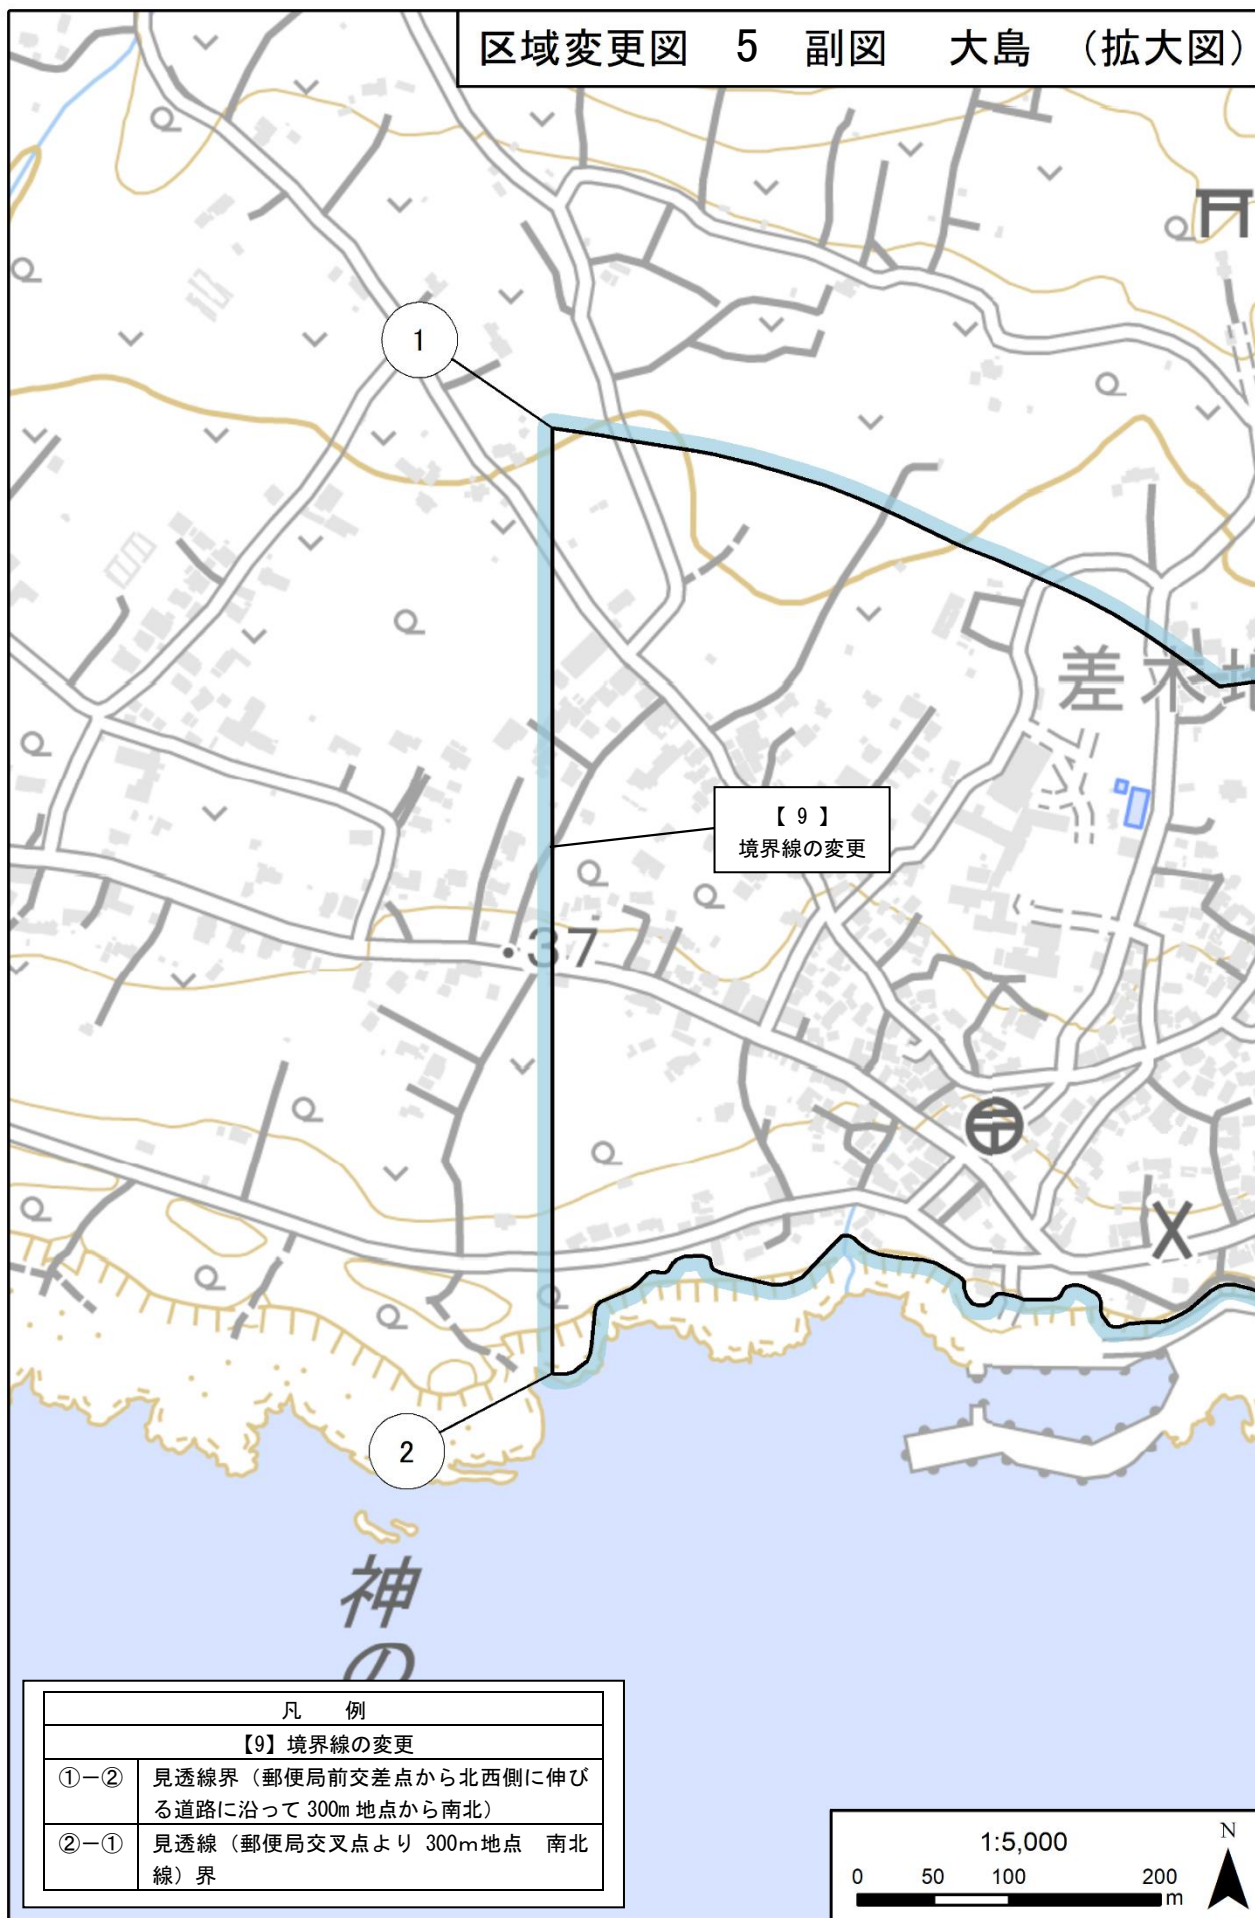 区域変更図　5　副図　大島　（拡大図）
1
差木地
【 9 】
境界線の変更
・37
2
神の
凡　例
【9】境界線の変更
①－②　見透線界（郵便局前交差点から北西側に伸び
る道路に沿って 300m 地点から南北）
②－①　見透線（郵便局交叉点より 300ｍ地点　南北
線）界
1:5,000
N
0 50 100 200
m